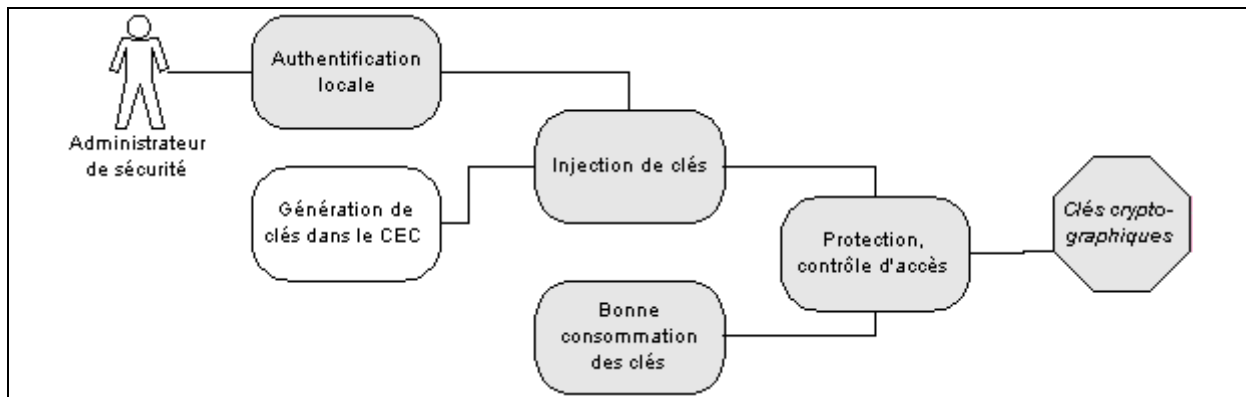 Authentification
locale
Administrateur
de sécurité
Injection de clés
Génération de
clés dans le CEC
Clés crypto-
graphiques
Protection,
contrôle d'accès
Bonne
consommation
des clés